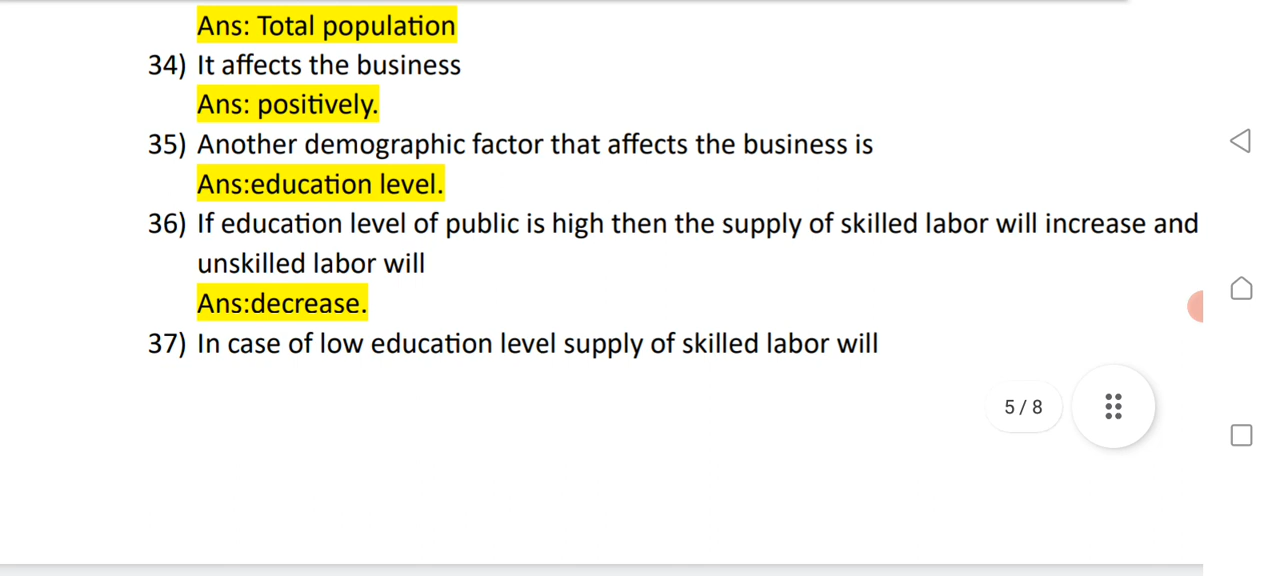 Ans: Total population
34) It affects the business
Ans: positively.
35) Another demographic factor that affects the business is
Ans:education level.
36) If education level of public is high then the supply of skilled labor will increase and
unskilled labor will
Ans:decrease.
37) In case of low education level supply of skilled labor will
5 / 8